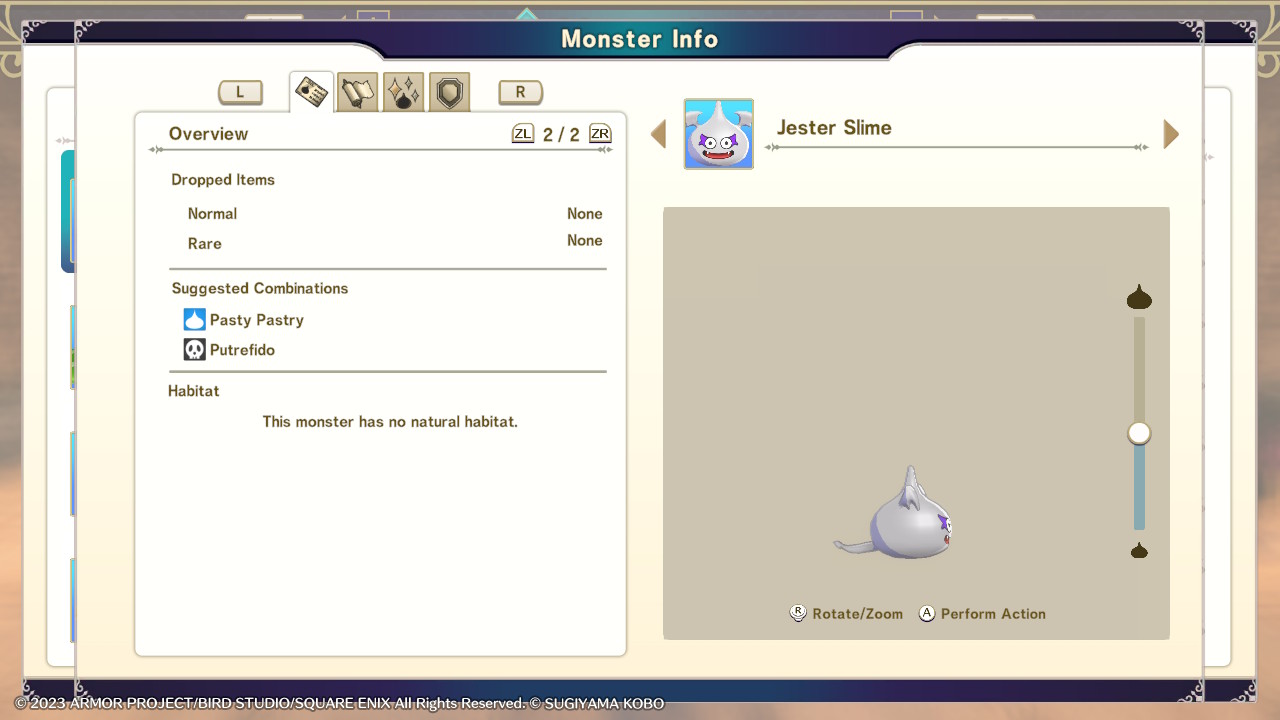 Monster Info
L
R
Overview
ZL 2 / 2 ZR
Dropped Items
Normal None
Rare None
Suggested Combinations
Pasty Pastry
Putrefido
Habitat
This monster has no natural habitat.
Jester Slime
R Rotate/Zoom A Perform Action
© 2023 ARMOR PROJECT/BIRD STUDIO/SQUARE ENIX All Rights Reserved. © SUGIYAMA KOBO